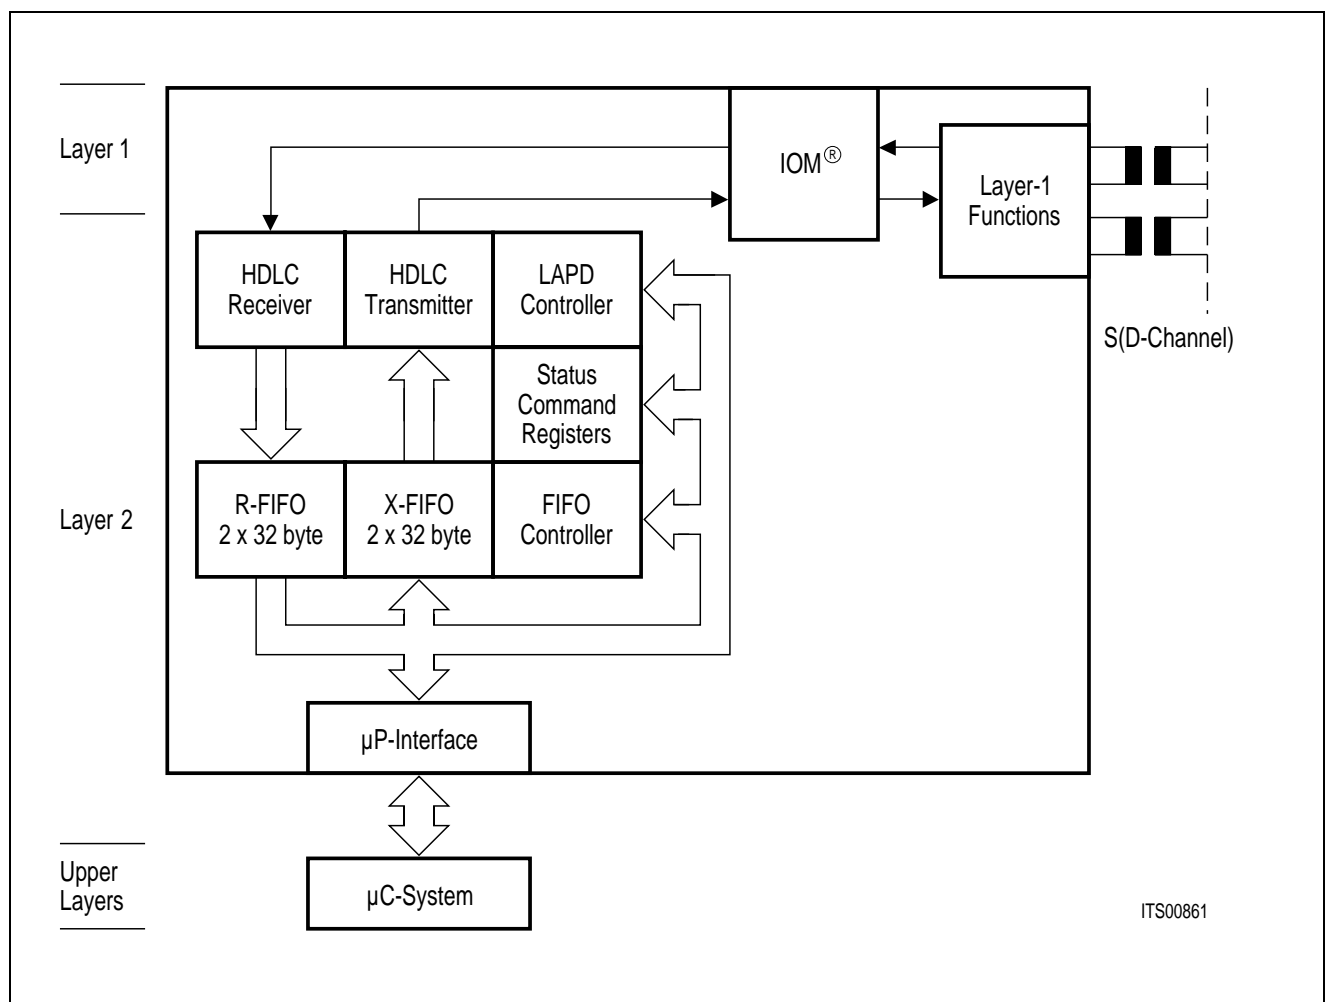 Layer 1
IOM®
Layer-1
Functions
HDLC
Receiver
HDLC
Transmitter
LAPD
Controller
S(D-Channel)
Status
Command
Registers
Layer 2
R-FIFO
2 x 32 byte
X-FIFO
2 x 32 byte
FIFO
Controller
µP-Interface
Upper
Layers
µC-System
ITS00861